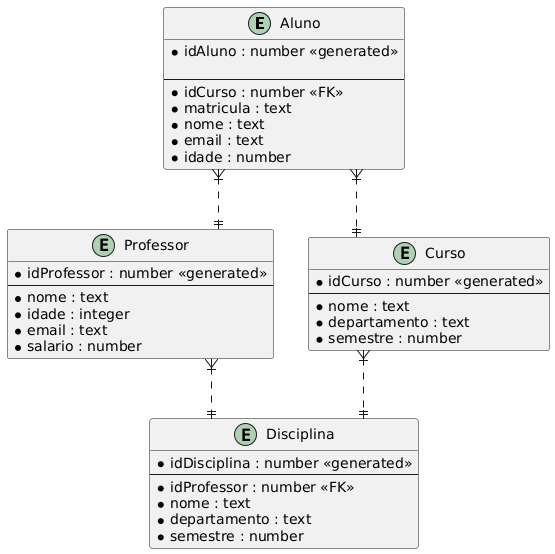 E Aluno
* idAluno : number «generated»
* idCurso : number «FK»
* matricula : text
* nome : text
* email : text
* idade : number
E Professor
* idProfessor : number «generated»
* nome : text
* idade : integer
* email : text
* salario : number
E Curso
* idCurso : number «generated»
* nome : text
* departamento : text
* semestre : number
E Disciplina
* idDisciplina : number «generated»
* idProfessor : number «FK»
* nome : text
* departamento : text
* semestre : number